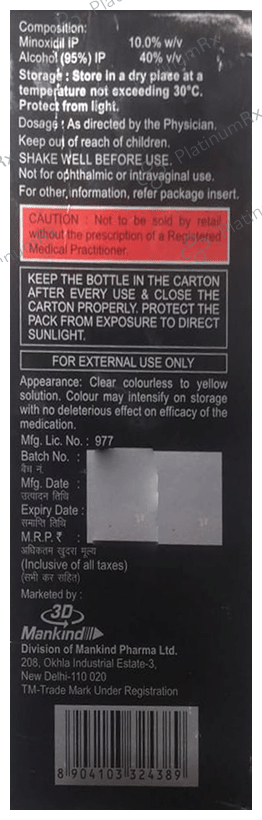 Composition:
Minoxidil IP 10.0% w/v
Alcohol (95%) IP 40% v/v
Storage : Store in a dry place at a
temperature not exceeding 30°C.
Protect from light.
Dosage : As directed by the Physician.
Keep out of reach of children.
SHAKE WELL BEFORE USE.
Not for ophthalmic or intravaginal use.
For other information, refer package insert.
CAUTION : Not to be sold by retail
without the prescription of a Registered
Medical Practitioner.
KEEP THE BOTTLE IN THE CARTON
AFTER EVERY USE & CLOSE THE
CARTON PROPERLY. PROTECT THE
PACK FROM EXPOSURE TO DIRECT
SUNLIGHT.
FOR EXTERNAL USE ONLY
Appearance: Clear colourless to yellow
solution. Colour may intensify on storage
with no deleterious effect on efficacy of the
medication.
Mfg. Lic. No. : 977
Batch No. :
बैच नं.
Mfg. Date :
उत्पादन तिथि
Expiry Date :
समाप्ति तिथि
M.R.P. ₹ :
अधिकतम खुदरा मूल्य
(Inclusive of all taxes)
(सभी कर सहित)
Marketed by :
3D
Mankind
Division of Mankind Pharma Ltd.
208, Okhla Industrial Estate-3,
New Delhi-110 020
TM-Trade Mark Under Registration
8 904103 324389
PlatinumRx